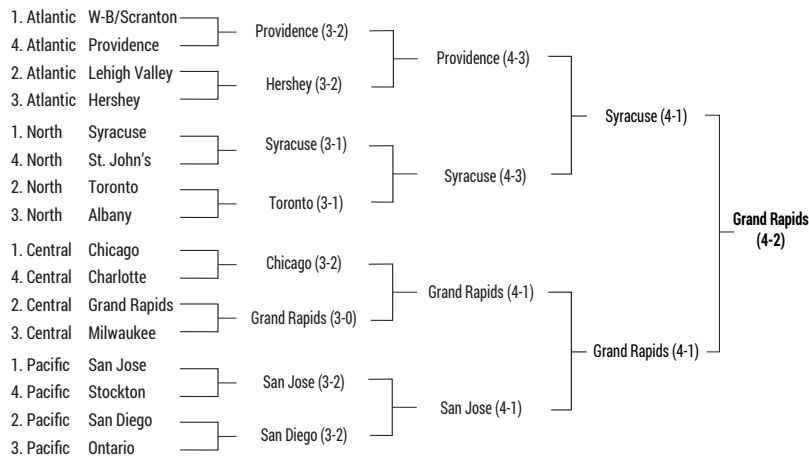 1. Atlantic W-B/Scranton
4. Atlantic Providence
2. Atlantic Lehigh Valley
3. Atlantic Hershey
1. North Syracuse
4. North St. John's
2. North Toronto
3. North Albany
1. Central Chicago
4. Central Charlotte
2. Central Grand Rapids
3. Central Milwaukee
1. Pacific San Jose
4. Pacific Stockton
2. Pacific San Diego
3. Pacific Ontario
Providence (3-2)
Hershey (3-2)
Syracuse (3-1)
Toronto (3-1)
Chicago (3-2)
Grand Rapids (3-0)
San Jose (3-2)
San Diego (3-2)
Providence (4-3)
Syracuse (4-3)
Grand Rapids (4-1)
San Jose (4-1)
Syracuse (4-1)
Grand Rapids (4-1)
Grand Rapids
(4-2)